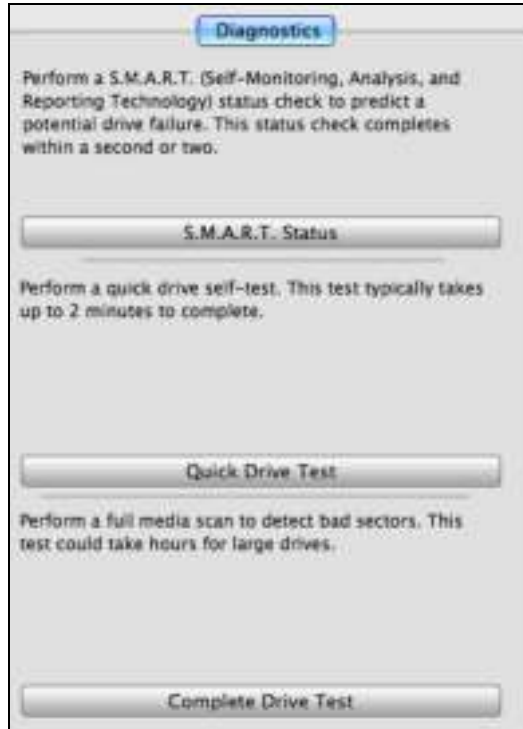 Diagnostics
Perform a S.M.A.R.T. (Self-Monitoring, Analysis, and
Reporting Technology) status check to predict a
potential drive failure. This status check completes
within a second or two.
S.M.A.R.T. Status
Perform a quick drive self-test. This test typically takes
up to 2 minutes to complete.
Quick Drive Test
Perform a full media scan to detect bad sectors. This
test could take hours for large drives.
Complete Drive Test